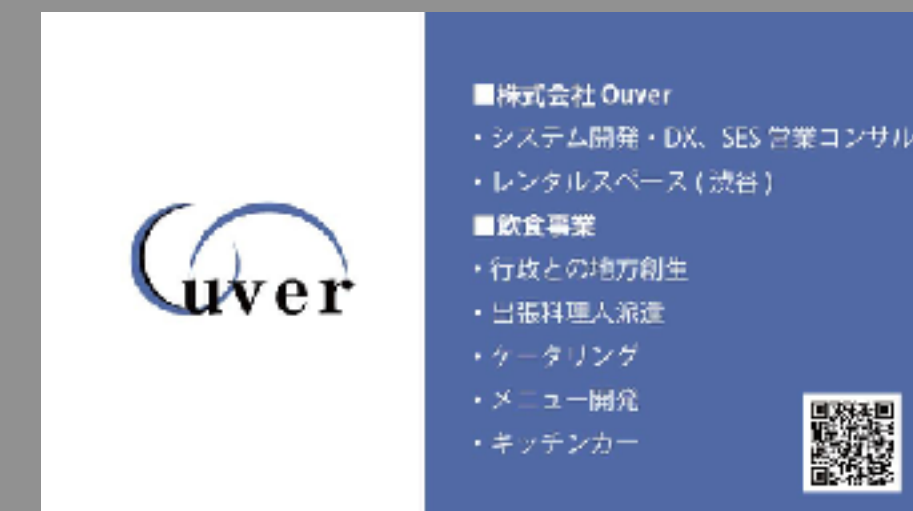 Ouver
■株式会社 Ouver
・システム開発・DX、SES 営業コンサル
・レンタルスペース ( 渋谷 )
■飲食事業
・行政との地方創生
・出張料理人派遣
・ケータリング
・メニュー開発
・キッチンカー